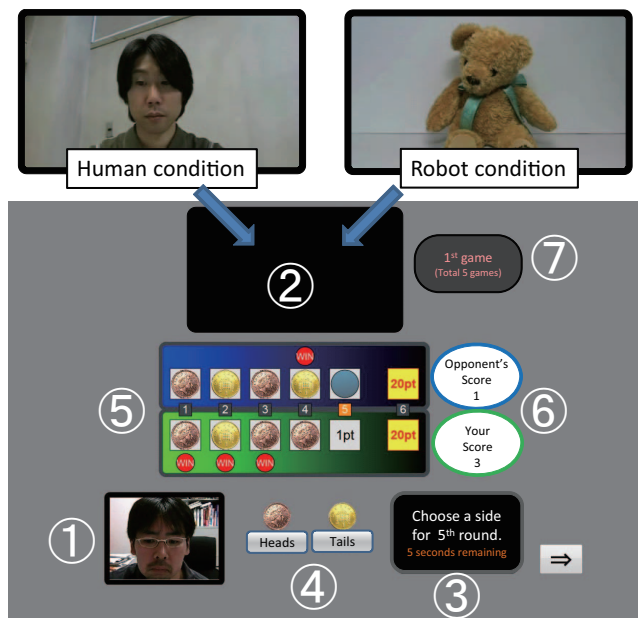 Human condition
Robot condition
②
1st game
(Total 5 games)
⑦
WIN
20pt
Opponent's
Score
1
⑤
1 2 3 4 5 6
⑥
1pt 20pt
Your
Score
3
WIN WIN WIN
①
Heads Tails
Choose a side
for 5th round.
5 seconds remaining
⇒
④
③